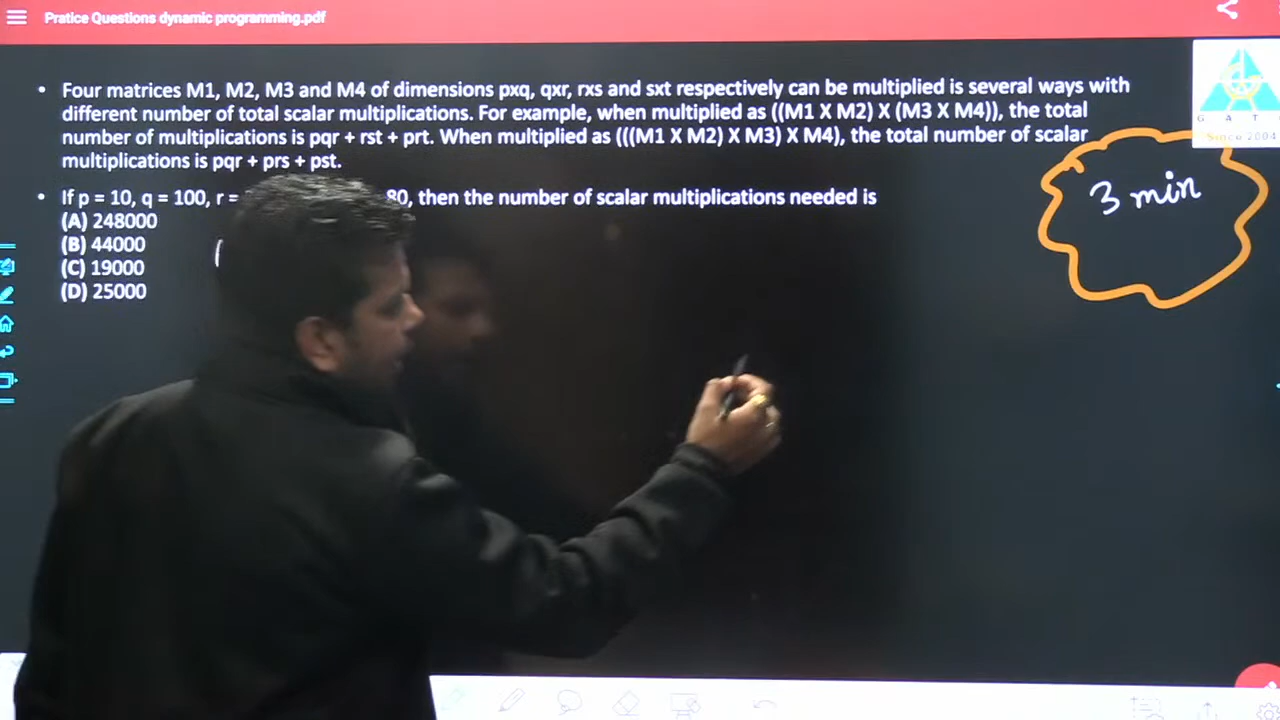 Pratice Questions dynamic programming.pdf
• Four matrices M1, M2, M3 and M4 of dimensions pxq, qxr, rxs and sxt respectively can be multiplied is several ways with
different number of total scalar multiplications. For example, when multiplied as ((M1 X M2) X (M3 X M4)), the total
number of multiplications is pqr + rst + prt. When multiplied as (((M1 X M2) X M3) X M4), the total number of scalar
multiplications is pqr + prs + pst.
• If p = 10, q = 100, r = 80, then the number of scalar multiplications needed is
(A) 248000
(B) 44000
(C) 19000
(D) 25000
3 min
G A T
Since 2004